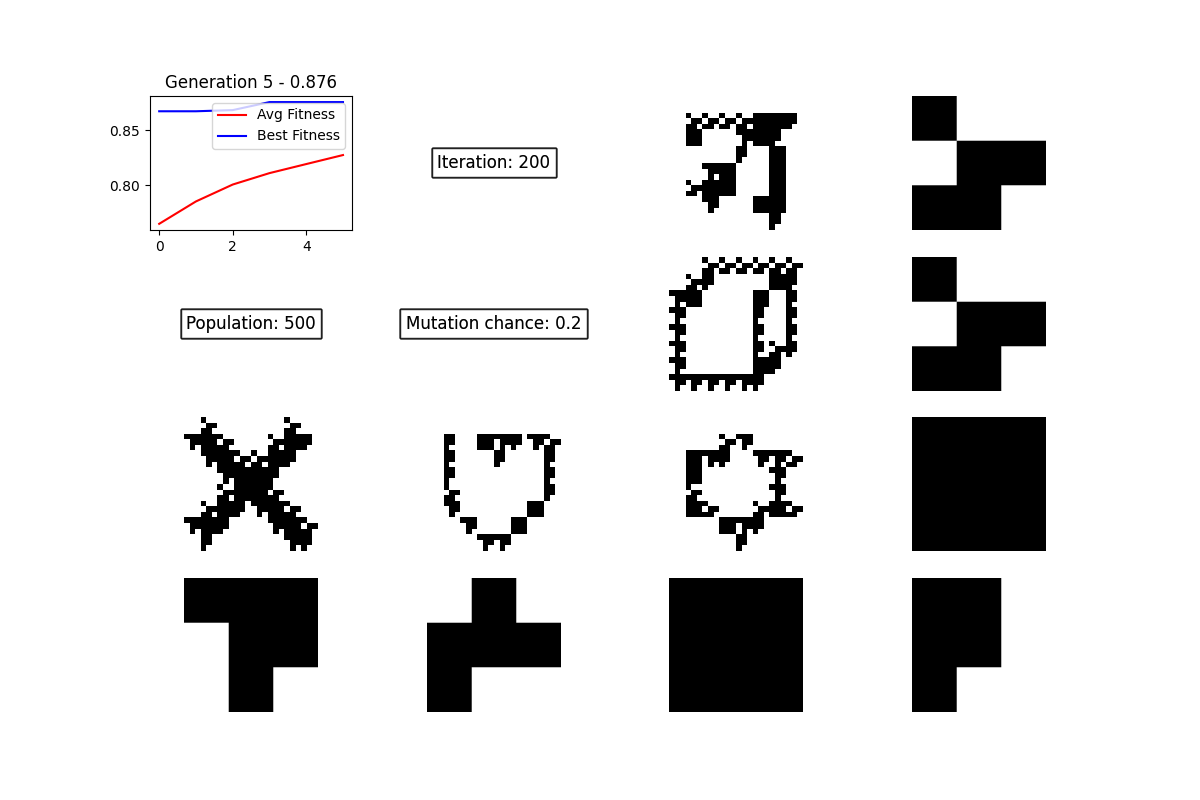 Generation 5 - 0.876
0.85
0.80
Avg Fitness
Best Fitness
0 2 4
Iteration: 200
Population: 500
Mutation chance: 0.2